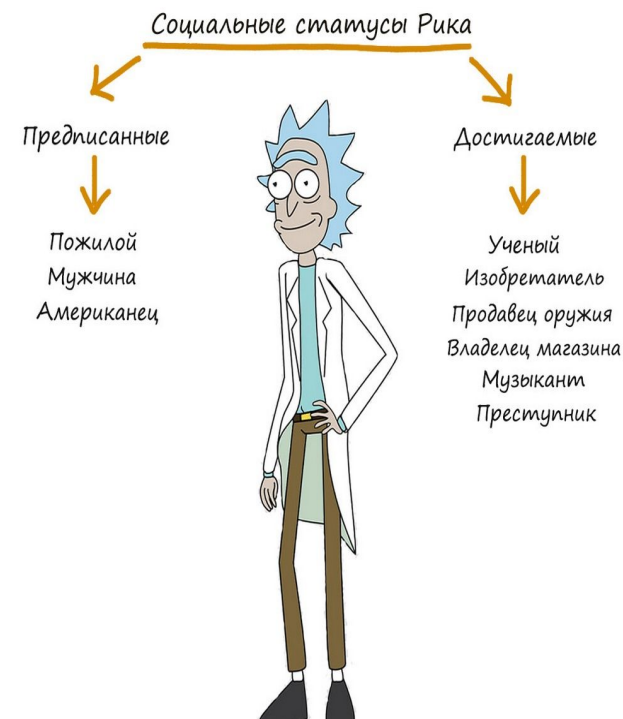 Социальные статусы Рика
Предписанные
Пожилой
Мужчина
Американец
Достигаемые
Ученый
Изобретатель
Продавец оружия
Владелец магазина
Музыкант
Преступник